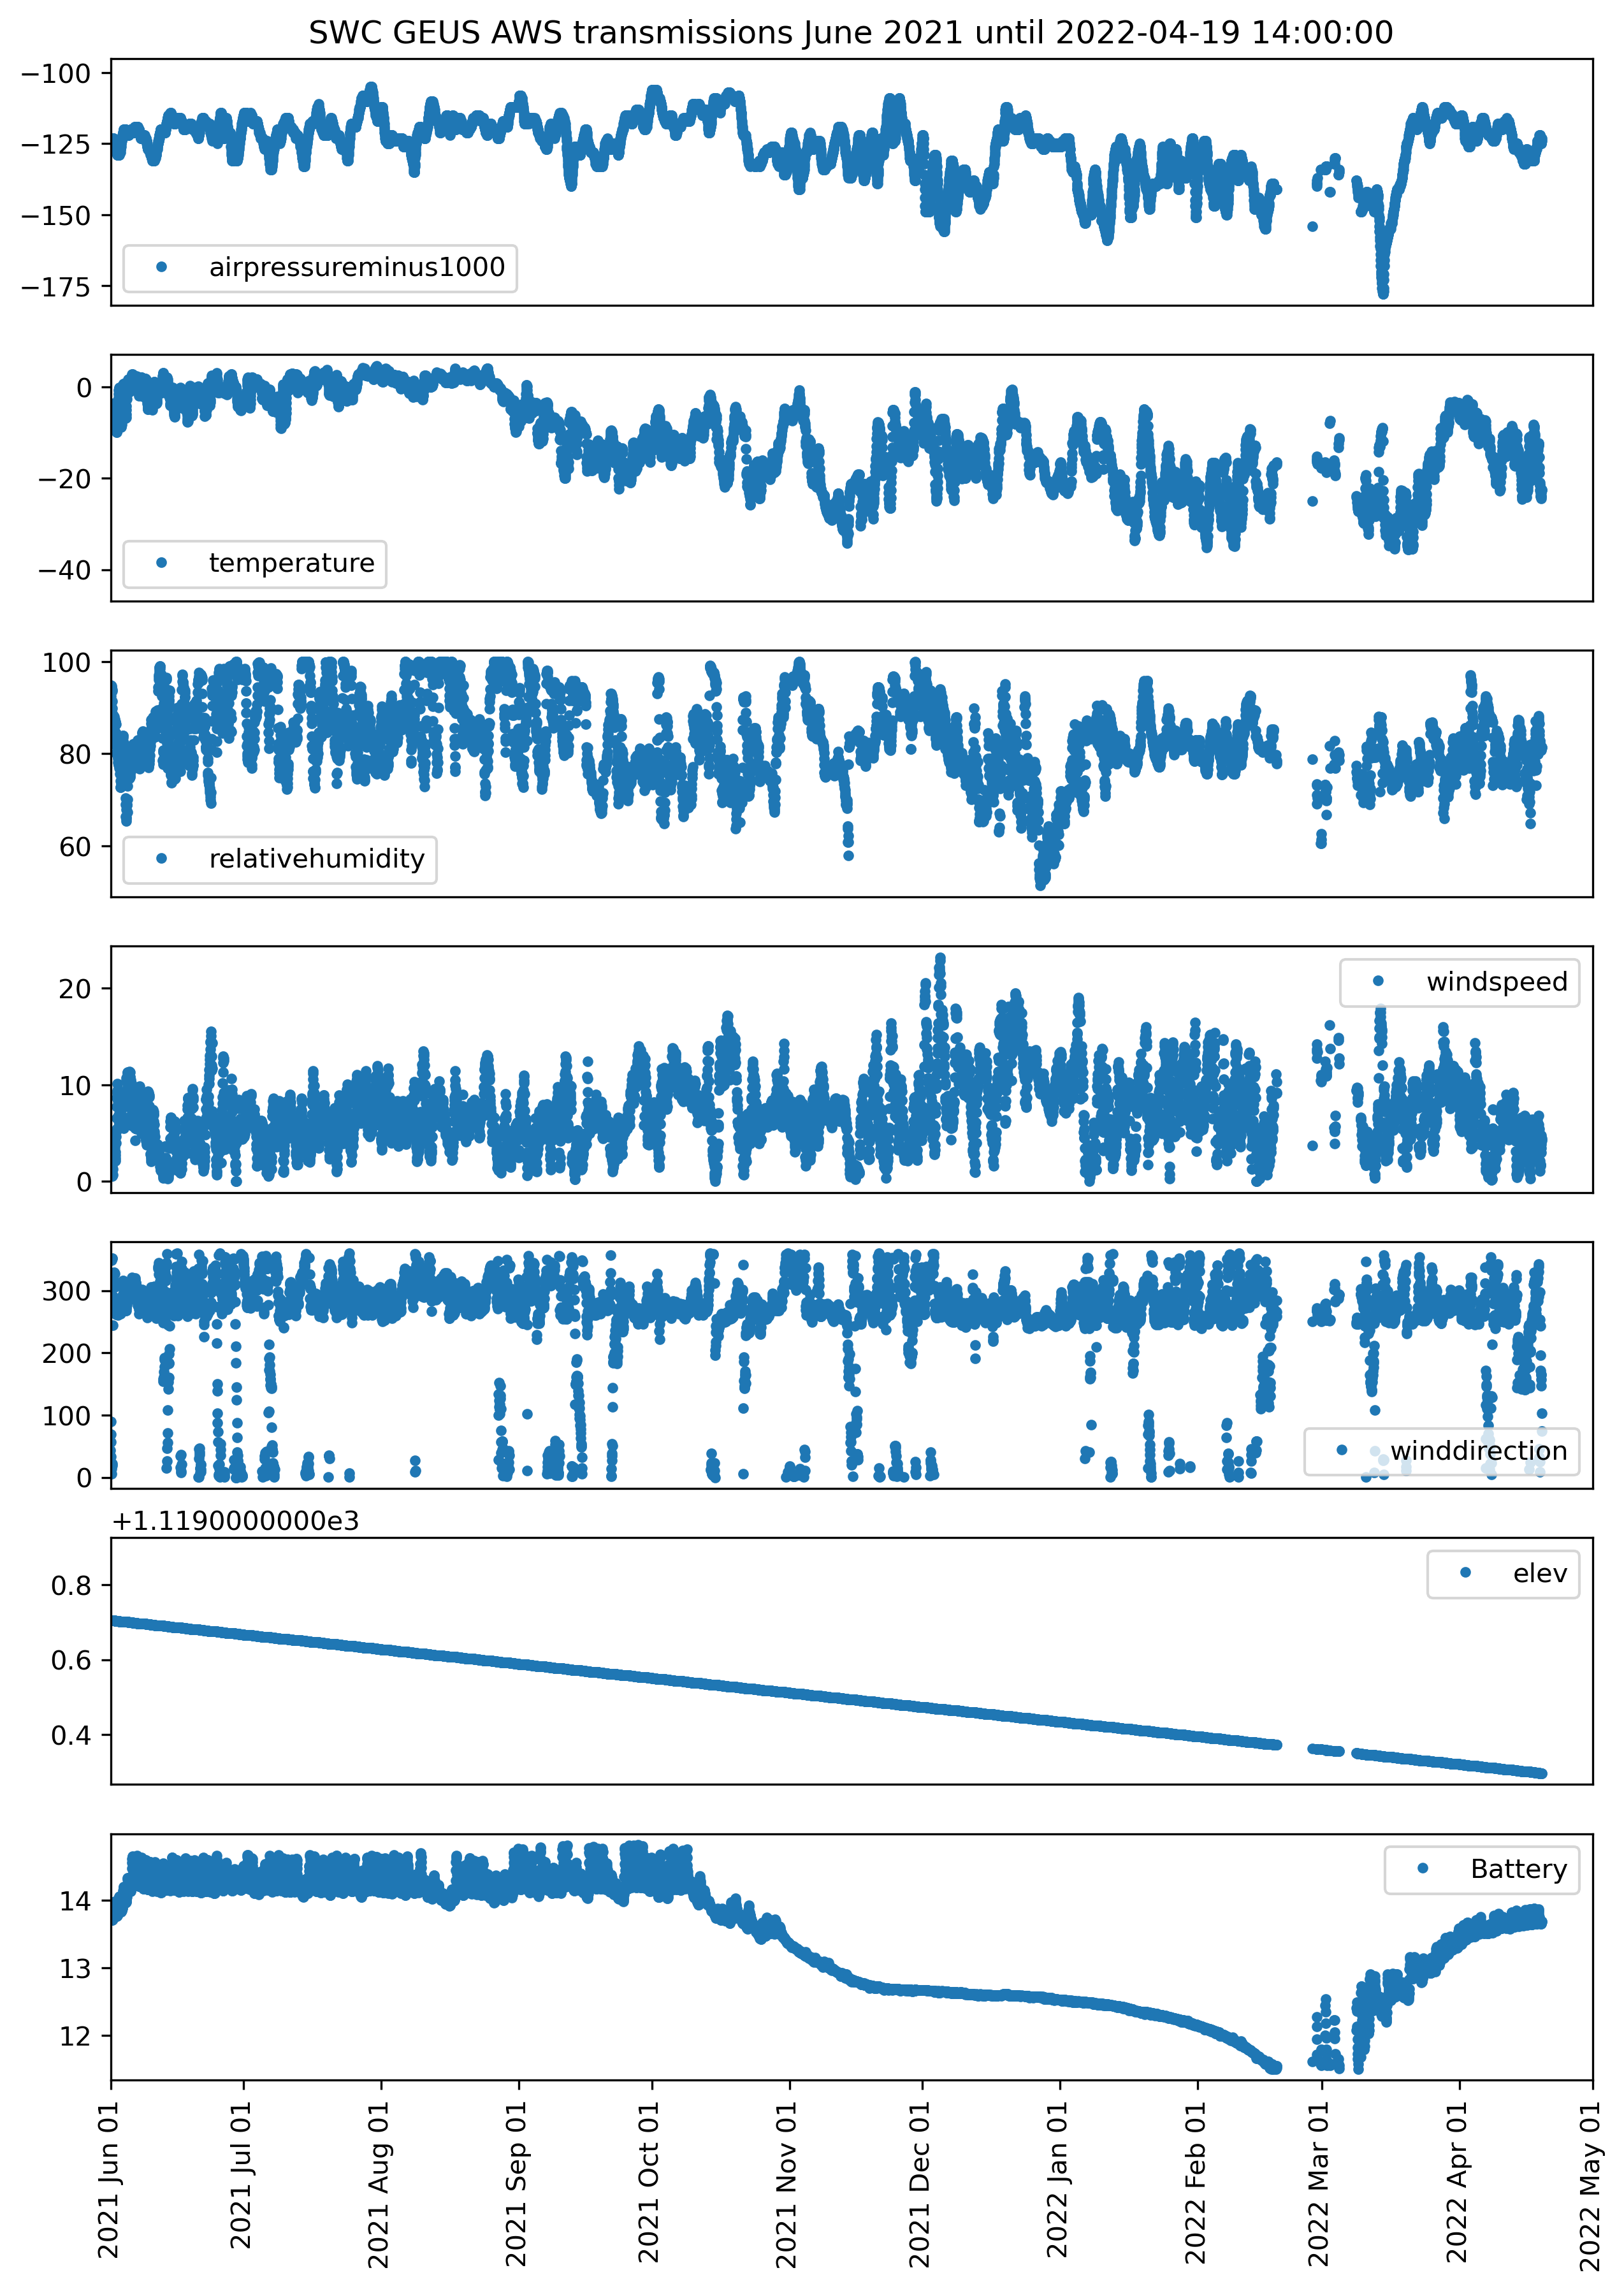 SWC GEUS AWS transmissions June 2021 until 2022-04-19 14:00:00
−100
−125
−150
−175
airpressureminus1000
0
−20
−40
temperature
100
80
60
relativehumidity
20
10
0
windspeed
300
200
100
0
winddirection
+1.1190000000e3
0.8
0.6
0.4
elev
14
13
12
Battery
2021 Jun 01
2021 Jul 01
2021 Aug 01
2021 Sep 01
2021 Oct 01
2021 Nov 01
2021 Dec 01
2022 Jan 01
2022 Feb 01
2022 Mar 01
2022 Apr 01
2022 May 01